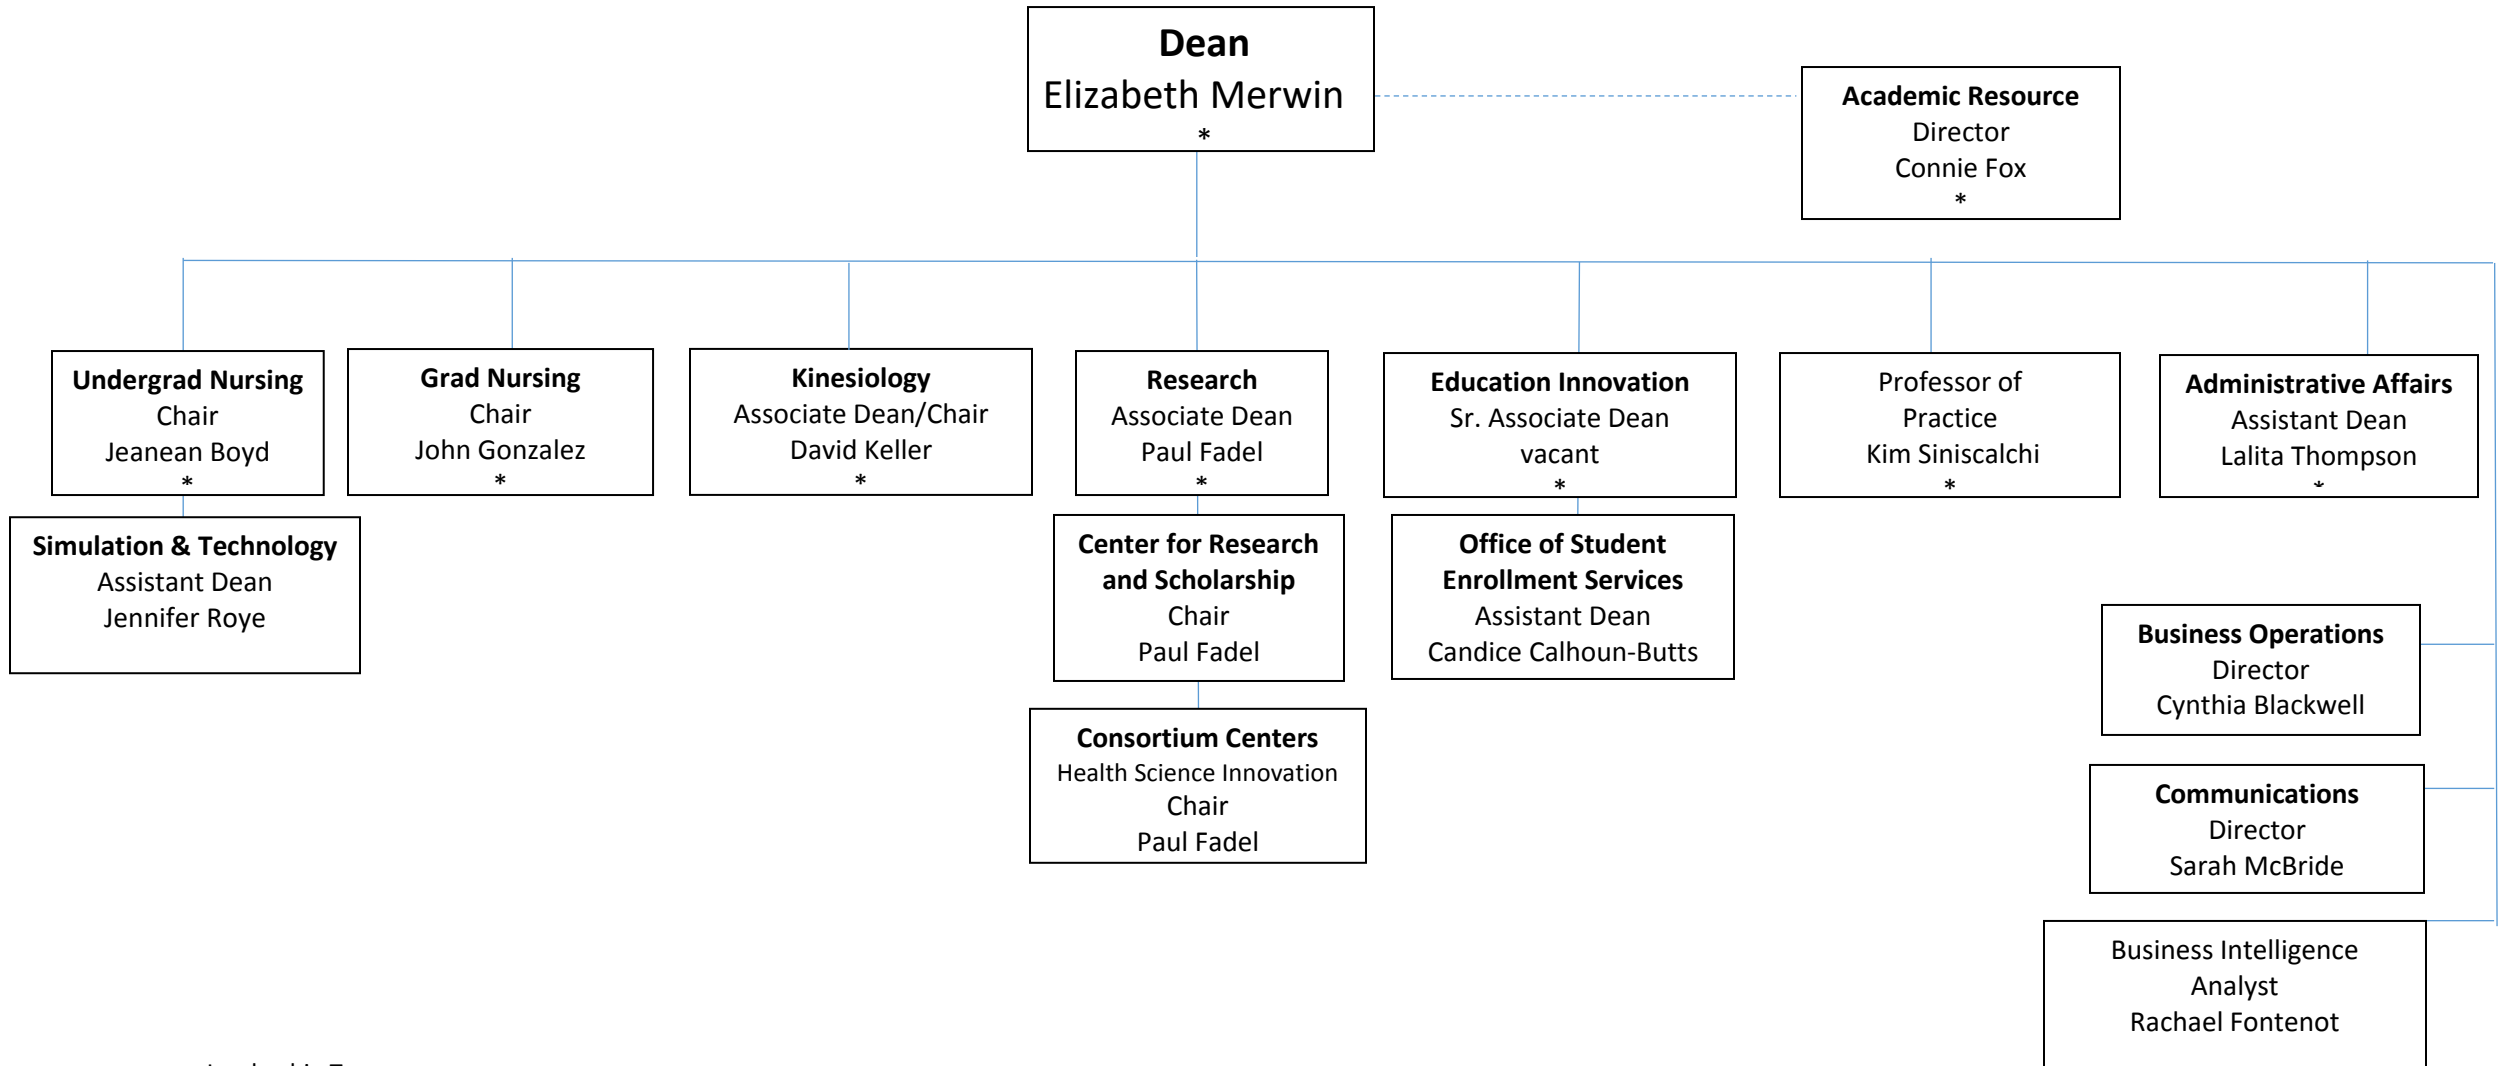 Dean
Elizabeth Merwin
*
Academic Resource
Director
Connie Fox
*
Undergrad Nursing
Chair
Jeanean Boyd
*
Grad Nursing
Chair
John Gonzalez
*
Kinesiology
Associate Dean/Chair
David Keller
*
Research
Associate Dean
Paul Fadel
*
Education Innovation
Sr. Associate Dean
vacant
*
Professor of
Practice
Kim Siniscalchi
*
Administrative Affairs
Assistant Dean
Lalita Thompson
*
Simulation & Technology
Assistant Dean
Jennifer Roye
Center for Research
and Scholarship
Chair
Paul Fadel
Office of Student
Enrollment Services
Assistant Dean
Candice Calhoun-Butts
Consortium Centers
Health Science Innovation
Chair
Paul Fadel
Business Operations
Director
Cynthia Blackwell
Communications
Director
Sarah McBride
Business Intelligence
Analyst
Rachael Fontenot